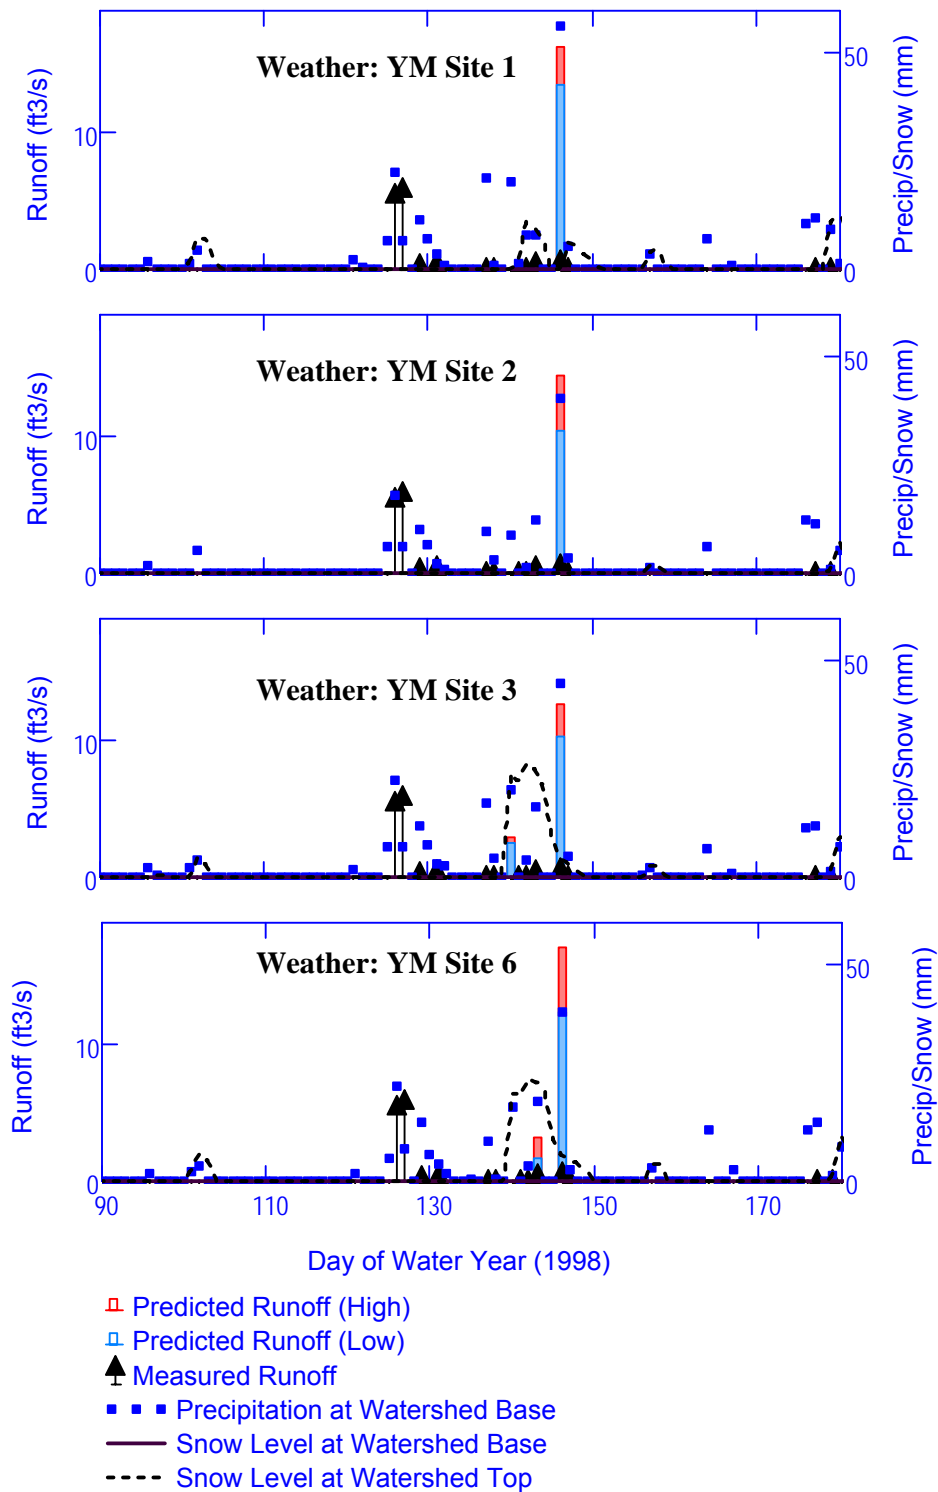 Weather: YM Site 1
Runoff (ft3/s)
10
0
Precip/Snow (mm)
50
0
Weather: YM Site 2
Runoff (ft3/s)
10
0
Precip/Snow (mm)
50
0
Weather: YM Site 3
Runoff (ft3/s)
10
0
Precip/Snow (mm)
50
0
Weather: YM Site 6
Runoff (ft3/s)
10
0
Precip/Snow (mm)
50
0
90 110 130 150 170
Day of Water Year (1998)
Predicted Runoff (High)
Predicted Runoff (Low)
Measured Runoff
Precipitation at Watershed Base
Snow Level at Watershed Base
Snow Level at Watershed Top